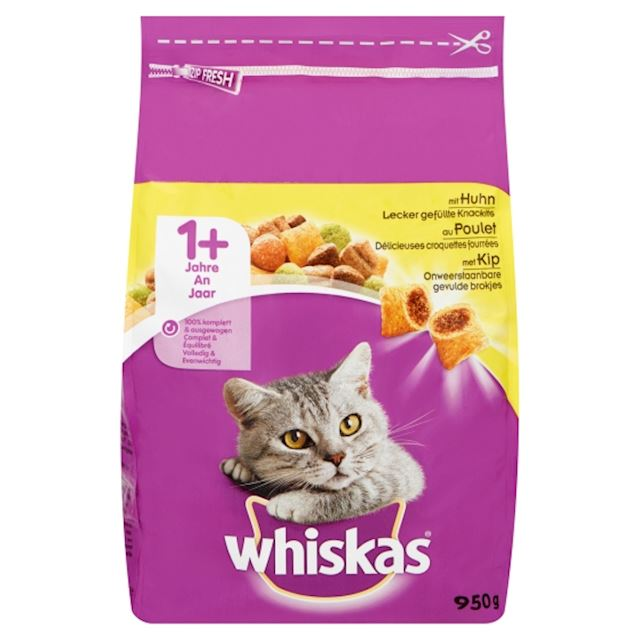 ZIP FRESH
mit Huhn
Lecker gefüllte Knackits
au Poulet
Délicieuses croquettes fourrées
met Kip
Onweerstaanbare
gevulde brokjes
1+
Jahre
An
Jaar
100% komplett
& ausgewogen
Complet &
Équilibré
Volledig &
Evenwichtig
whiskas®
950g